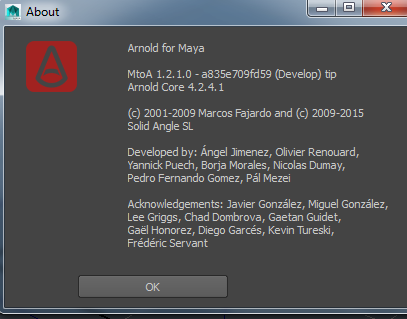 About
Arnold for Maya
MtoA 1.2.1.0 - a835e709fd59 (Develop) tip
Arnold Core 4.2.4.1
(c) 2001-2009 Marcos Fajardo and (c) 2009-2015
Solid Angle SL
Developed by: Ángel Jimenez, Olivier Renouard,
Yannick Puech, Borja Morales, Nicolas Dumay,
Pedro Fernando Gomez, Pál Mezei
Acknowledgements: Javier González, Miguel González,
Lee Griggs, Chad Dombrova, Gaetan Guidet,
Gaël Honorez, Diego Garcés, Kevin Tureski,
Frédéric Servant
OK